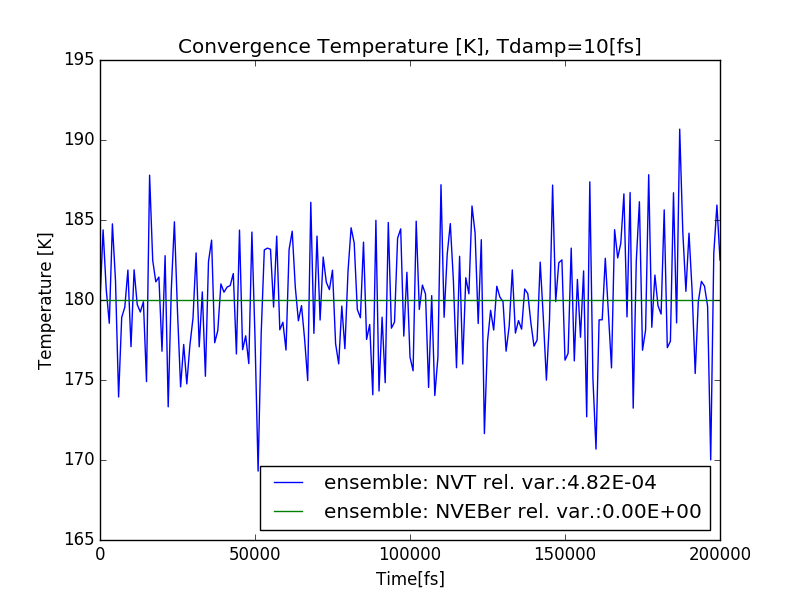 Convergence Temperature [K], Tdamp=10[fs]
195
190
185
180
175
170
165
Temperature [K]
ensemble: NVT rel. var.:4.82E-04
ensemble: NVEBer rel. var.:0.00E+00
0
50000
100000
150000
200000
Time[fs]